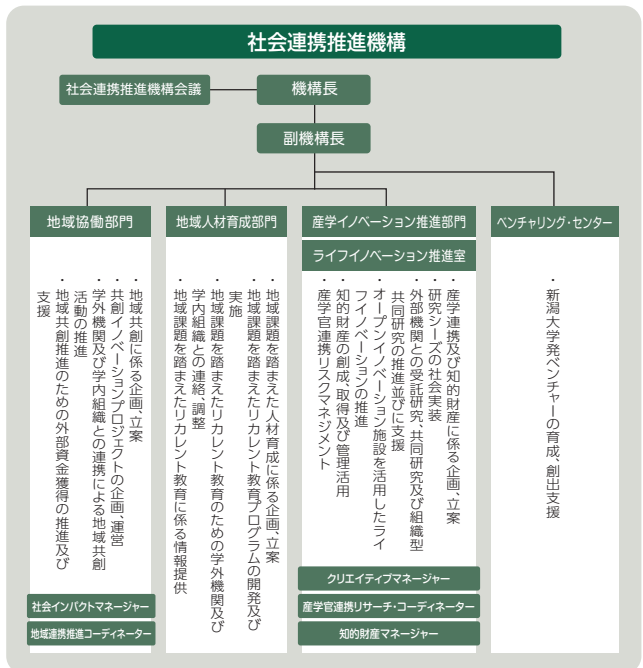 社会連携推進機構
社会連携推進機構会議
機構長
副機構長
地域協働部門
・地域共創に係る企画、立案
・共創イノベーションプロジェクトの企画、運営
・学外機関及び学内組織との連携による地域共創
活動の推進
・地域共創推進のための外部資金獲得の推進及び
支援
社会インパクトマネージャー
地域連携推進コーディネーター
地域人材育成部門
・地域課題を踏まえた人材育成に係る企画、立案
・地域課題を踏まえたリカレント教育プログラムの開発及び
実施
・地域課題を踏まえたリカレント教育のための学外機関及び
学内組織との連絡、調整
・地域課題を踏まえたリカレント教育に係る情報提供
産学イノベーション推進部門
ライフイノベーション推進室
・産学連携及び知的財産に係る企画、立案
・研究シーズの社会実装
・外部機関との受託研究、共同研究及び組織型
共同研究の推進並びに支援
・オープンイノベーション施設を活用したライ
フイノベーションの推進
・知的財産の創成、取得及び管理活用
・産学官連携リスクマネジメント
クリエイティブマネージャー
産学官連携リサーチ・コーディネーター
知的財産マネージャー
ベンチャリング・センター
・新潟大学発ベンチャーの育成、創出支援